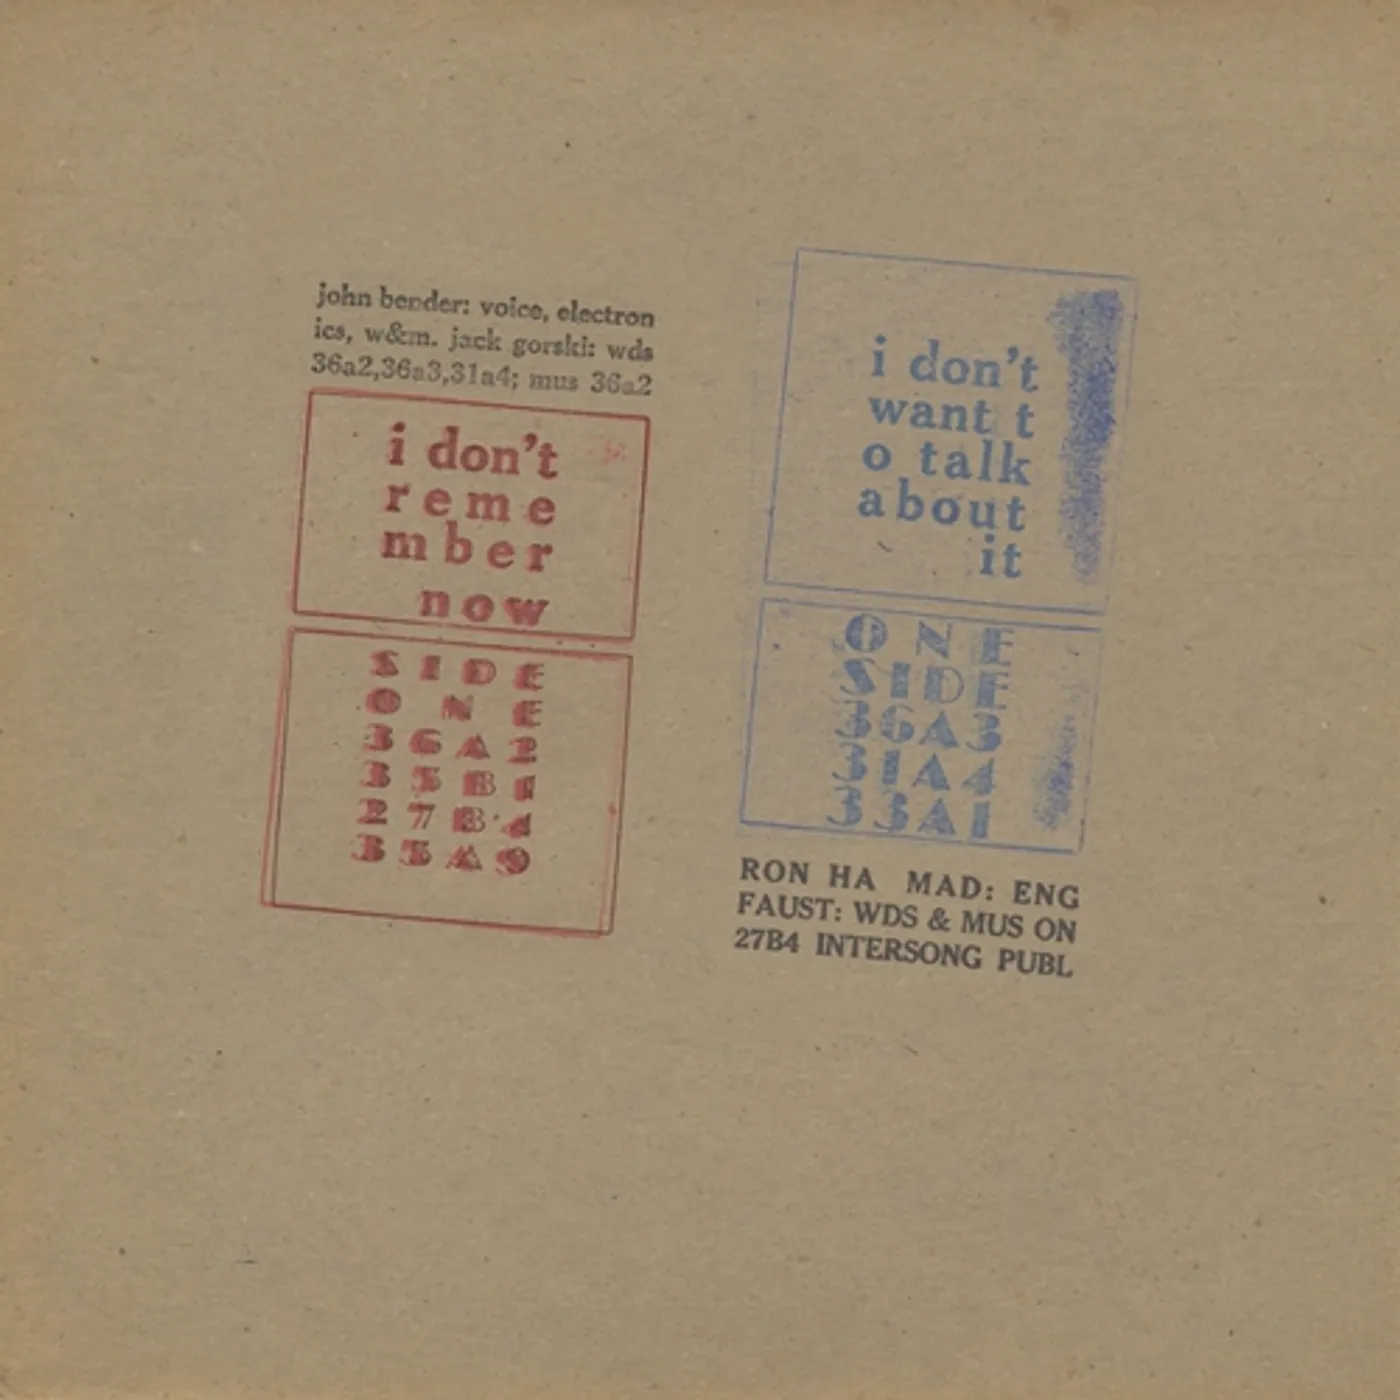 john bender: voice, electron
ics, w&m. jack gorski: wds
36a2,36a3,31a4; mus 36a2
i don't
reme
mber
now
SIDE
ONE
36A2
35B1
27B4
35A9
i don't
want t
o talk
about
it
ONE
SIDE
36A3
31A4
33A1
RON HA MAD: ENG
FAUST: WDS & MUS ON
27B4 INTERSONG PUBL